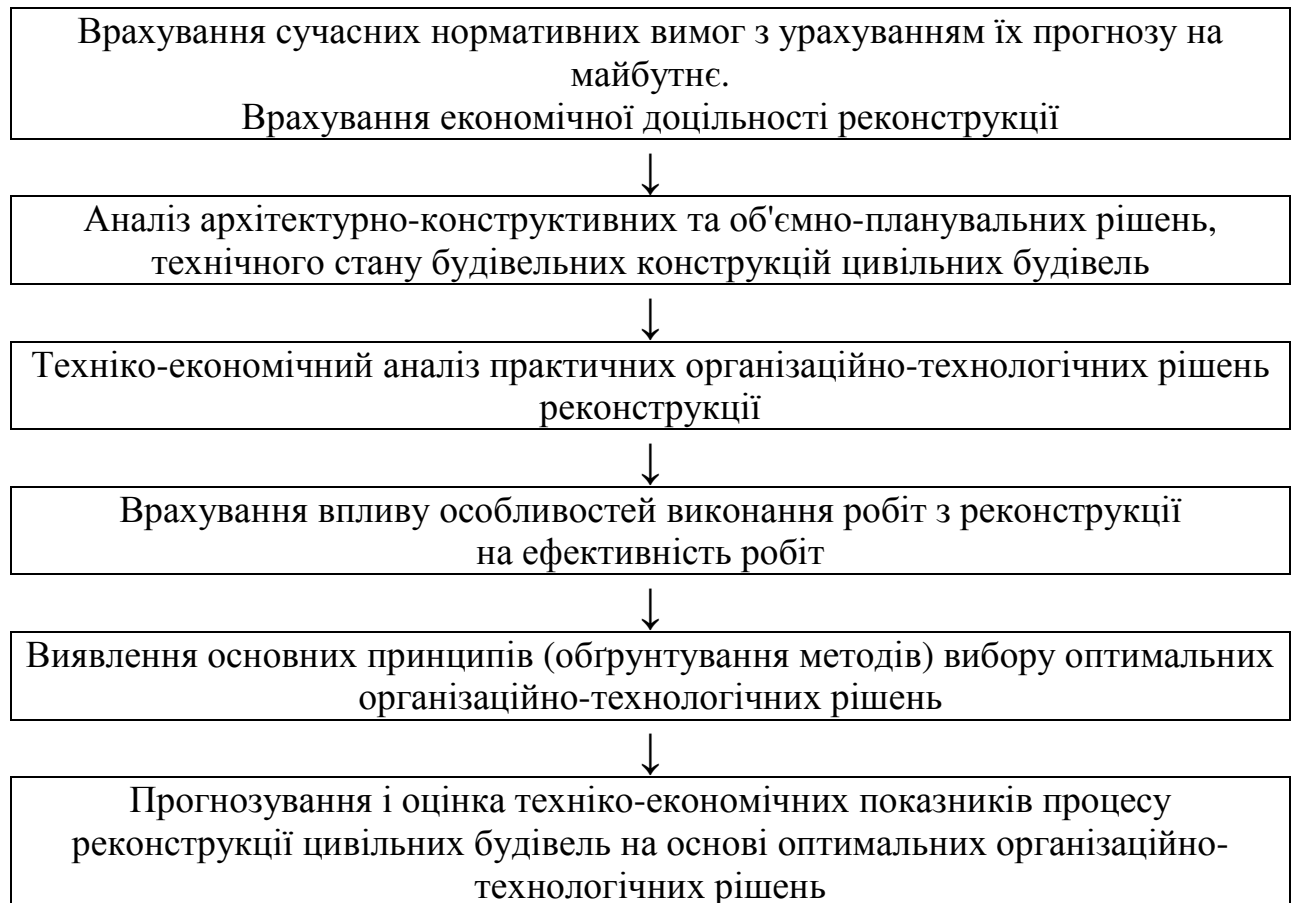 Врахування сучасних нормативних вимог з урахуванням їх прогнозу на
майбутнє.
Врахування економічної доцільності реконструкції
↓
Аналіз архітектурно-конструктивних та об'ємно-планувальних рішень,
технічного стану будівельних конструкцій цивільних будівель
↓
Техніко-економічний аналіз практичних організаційно-технологічних рішень
реконструкції
↓
Врахування впливу особливостей виконання робіт з реконструкції
на ефективність робіт
↓
Виявлення основних принципів (обґрунтування методів) вибору оптимальних
організаційно-технологічних рішень
↓
Прогнозування і оцінка техніко-економічних показників процесу
реконструкції цивільних будівель на основі оптимальних організаційно-
технологічних рішень